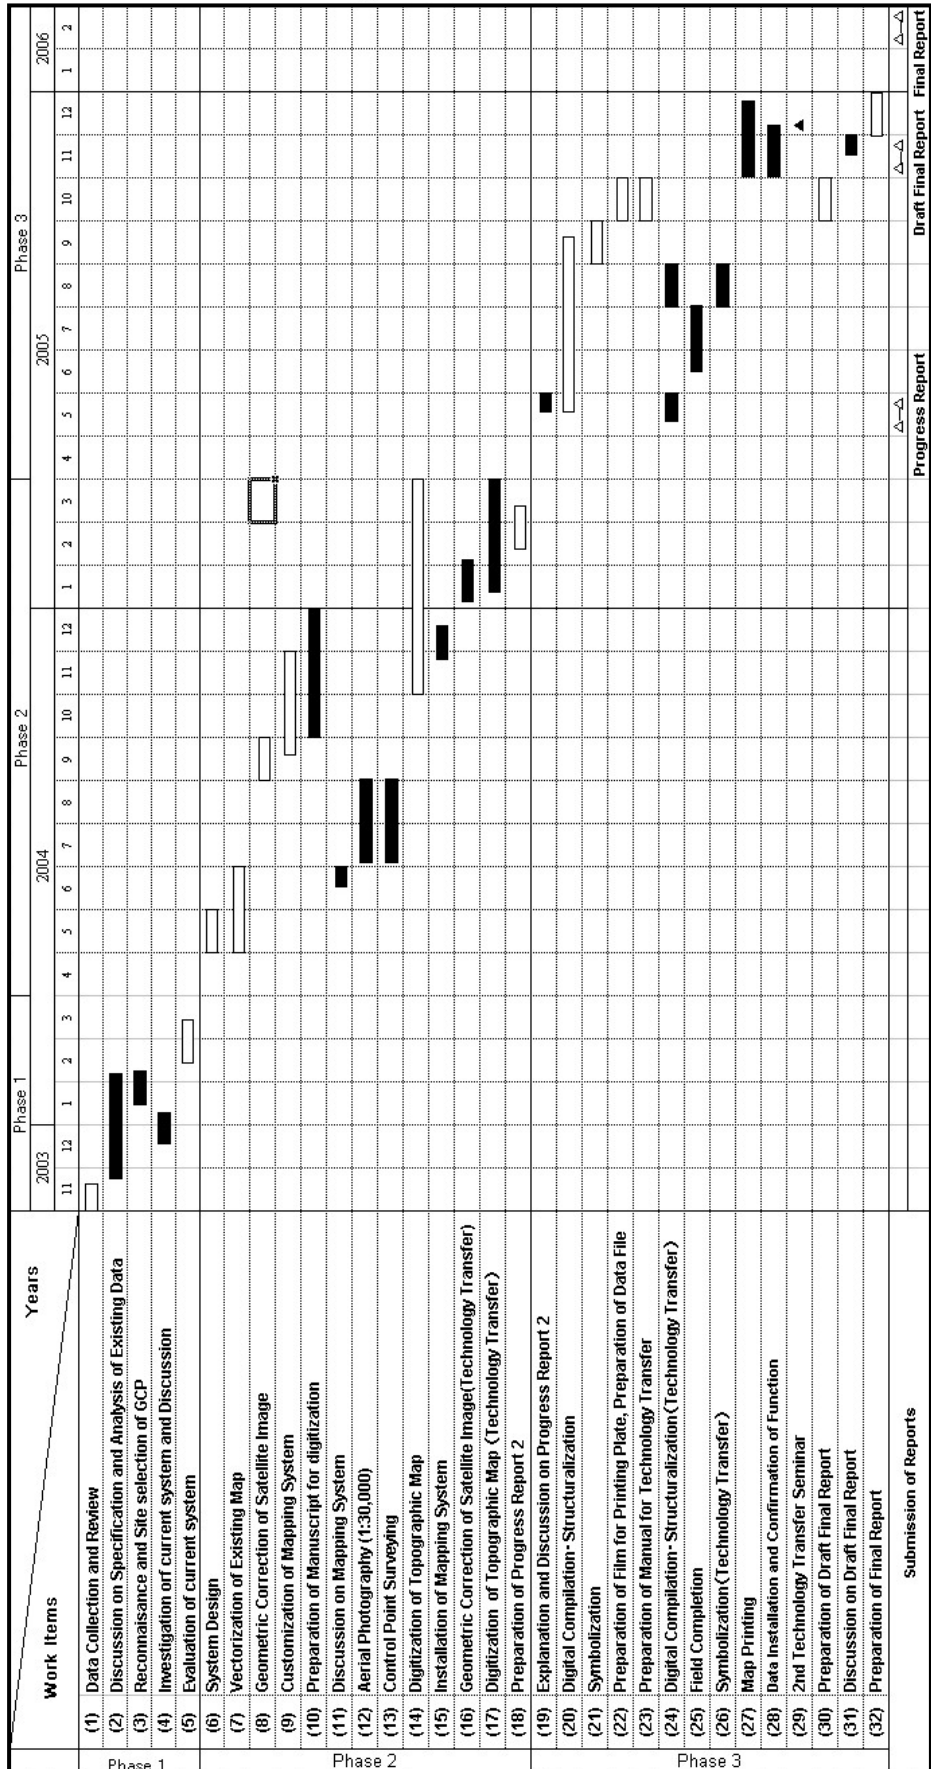 Work Items
Years
Phase 1
Phase 2
Phase 3
2003
2004
2005
2006
11 12 1 2 3 4 5 6 7 8 9 10 11 12 1 2 3 4 5 6 7 8 9 10 11 12 1 2
Phase 1
(1) Data Collection and Review
(2) Discussion on Specification and Analysis of Existing Data
(3) Reconnaisance and Site selection of GCP
(4) Investigation orf current system and Discussion
(5) Evaluation of current system
Phase 2
(6) System Design
(7) Vectorization of Existing Map
(8) Geometric Correction of Satellite Image
(9) Customization of Mapping System
(10) Preparation of Manuscript for digitization
(11) Discussion on Mapping System
(12) Aerial Photography (1:30,000)
(13) Control Point Surveying
(14) Digitization of Topographic Map
(15) Installation of Mapping System
(16) Geometric Correction of Satellite Image(Technology Transfer)
(17) Digitization of Topographic Map (Technology Transfer)
(18) Preparation of Progress Report 2
Phase 3
(19) Explanation and Discussion on Progress Report 2
(20) Digital Compilation·Structuralization
(21) Symbolization
(22) Preparation of Film for Printing Plate, Preparation of Data File
(23) Preparation of Manual for Technology Transfer
(24) Digital Compilation·Structuralization(Technology Transfer)
(25) Field Completion
(26) Symbolization(Technology Transfer)
(27) Map Printing
(28) Data Installation and Confirmation of Function
(29) 2nd Technology Transfer Seminar
(30) Preparation of Draft Final Report
(31) Discussion on Draft Final Report
(32) Preparation of Final Report
Submission of Reports
Progress Report
Draft Final Report
Final Report